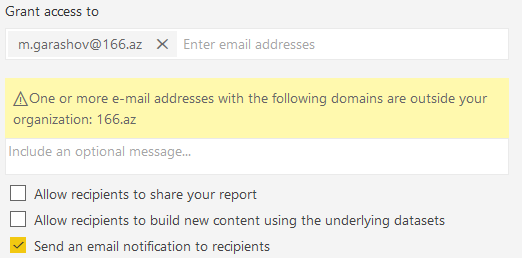 Grant access to
m.garashov@166.az Enter email addresses
One or more e-mail addresses with the following domains are outside your
organization: 166.az
Include an optional message...
Allow recipients to share your report
Allow recipients to build new content using the underlying datasets
Send an email notification to recipients